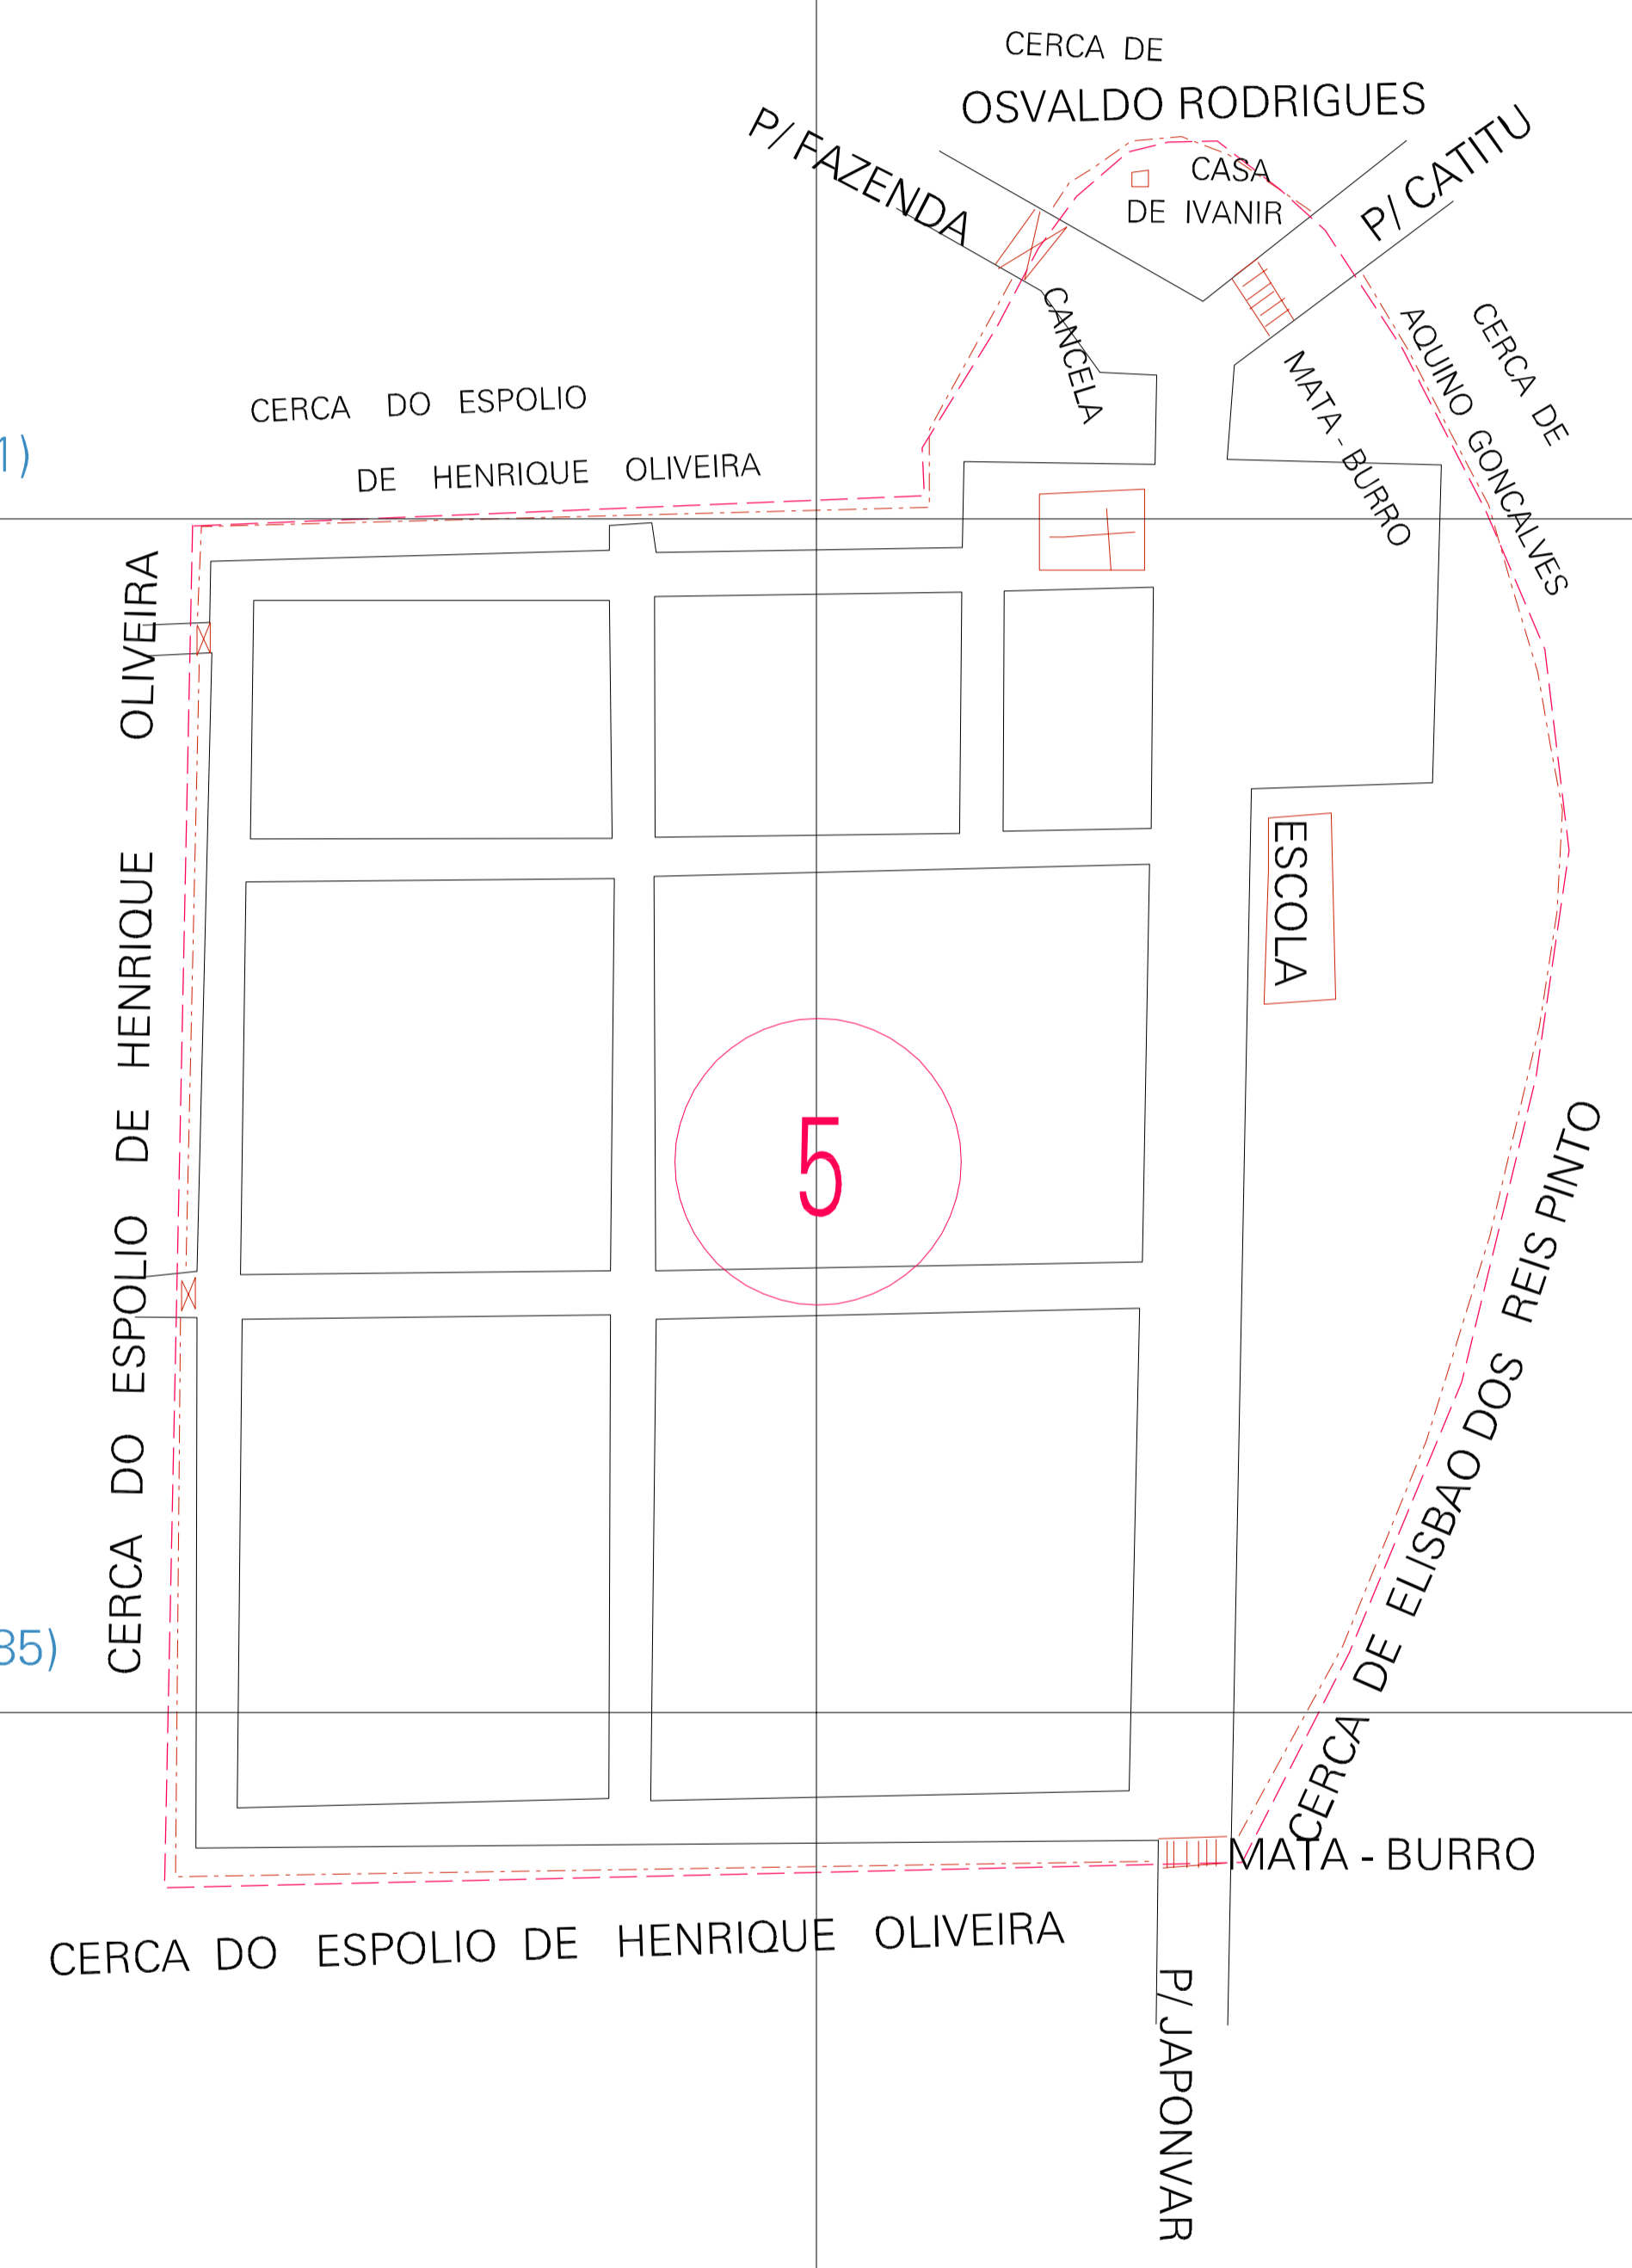 CERCA DE
OSVALDO RODRIGUES
P/ FAZENDA
CASA
DE IVANIR
P/ CATITU
CANCELA
MATA - BURRO
CERCA DE
AQUINO GONCALVES
CERCA DO ESPOLIO
DE HENRIQUE OLIVEIRA
1)
CERCA DO ESPOLIO DE HENRIQUE OLIVEIRA
ESCOLA
5
CERCA DE ELISBAO DOS REIS PINTO
35)
MATA - BURRO
CERCA DO ESPOLIO DE HENRIQUE OLIVEIRA
P/ JAPONVAR